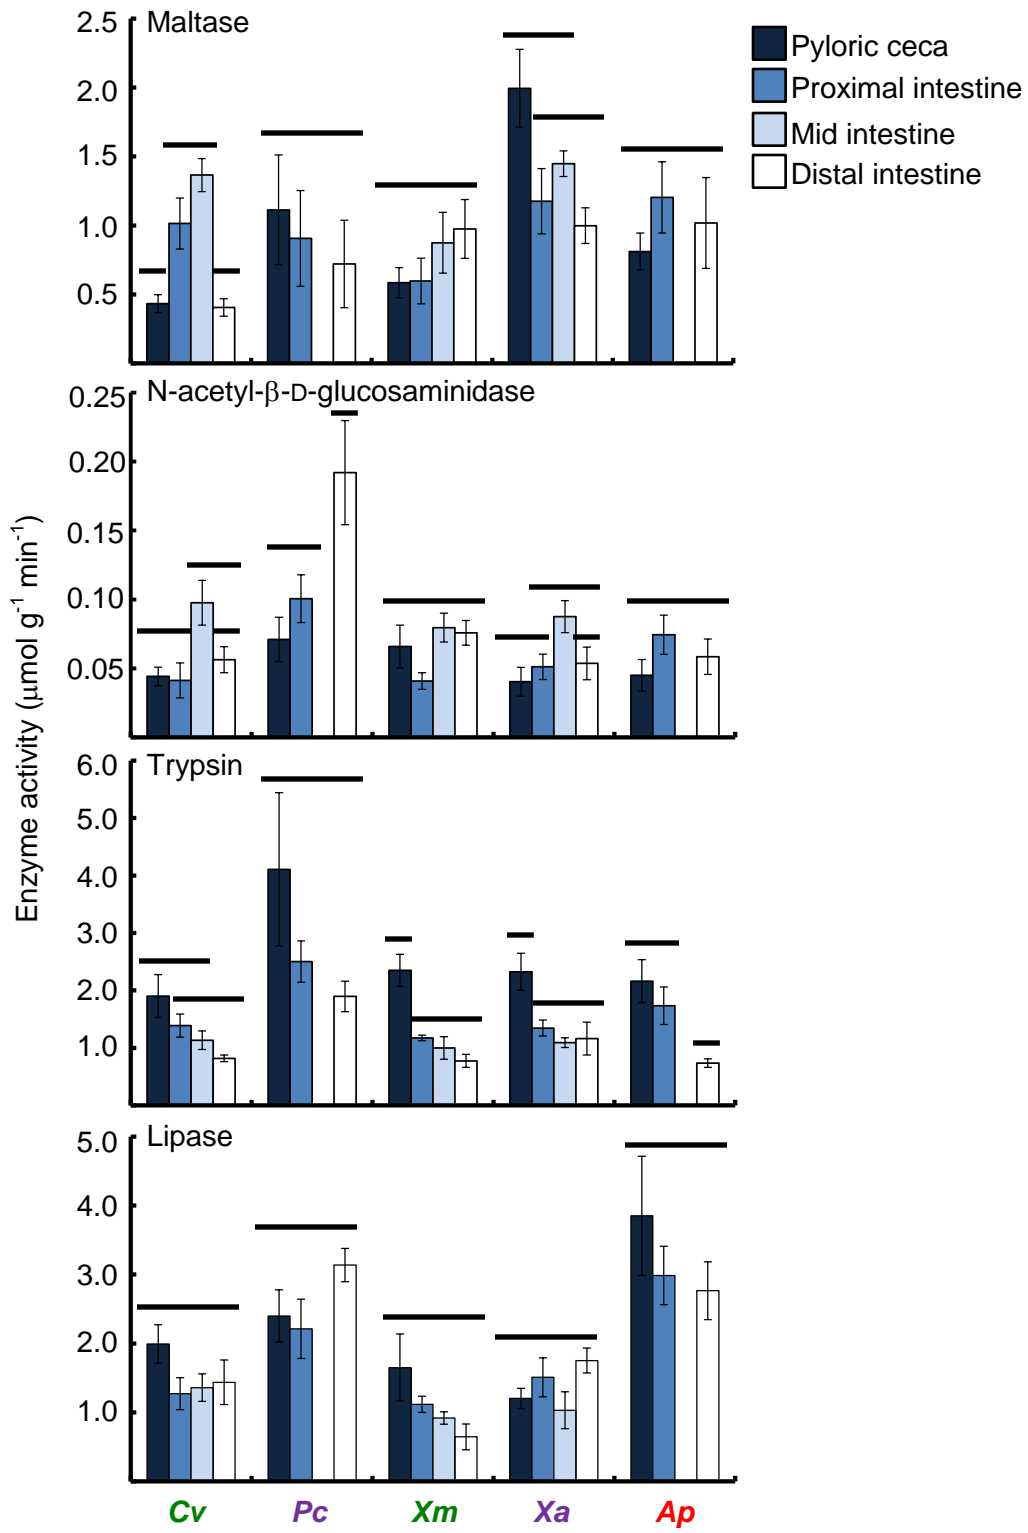 Maltase
2.5
2.0
1.5
1.0
0.5
Pyloric ceca
Proximal intestine
Mid intestine
Distal intestine
N-acetyl-β-D-glucosaminidase
0.25
0.20
0.15
0.10
0.05
Enzyme activity (μmol g⁻¹ min⁻¹)
Trypsin
6.0
5.0
4.0
3.0
2.0
1.0
Lipase
5.0
4.0
3.0
2.0
1.0
Cv Pc Xm Xa Ap